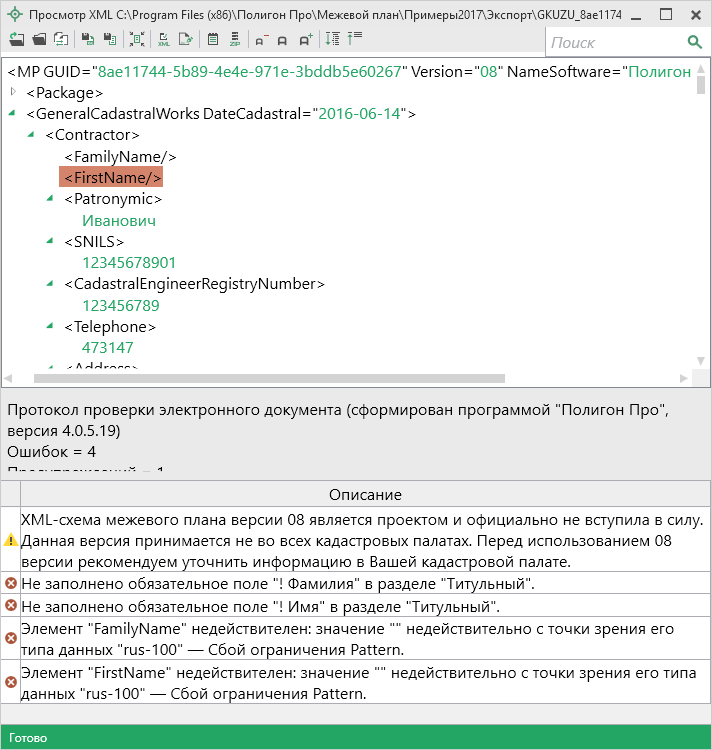 Просмотр XML C:\Program Files (x86)\Полигон Про\Межевой план\Примеры2017\Экспорт\GKUZU_8ae1174
Поиск
<MP GUID="8ae11744-5b89-4e4e-971e-3bddb5e60267" Version="08" NameSoftware="Полигон
<Package>
<GeneralCadastralWorks DateCadastral="2016-06-14">
<Contractor>
<FamilyName/>
<FirstName/>
<Patronymic>
Иванович
<SNILS>
12345678901
<CadastralEngineerRegistryNumber>
123456789
<Telephone>
473147
<Address>
Протокол проверки электронного документа (сформирован программой "Полигон Про",
версия 4.0.5.19)
Ошибок = 4
Предупреждений = 1
Описание
XML-схема межевого плана версии 08 является проектом и официально не вступила в силу.
Данная версия принимается не во всех кадастровых палатах. Перед использованием 08
версии рекомендуем уточнить информацию в Вашей кадастровой палате.
Не заполнено обязательное поле "! Фамилия" в разделе "Титульный".
Не заполнено обязательное поле "! Имя" в разделе "Титульный".
Элемент "FamilyName" недействителен: значение "" недействительно с точки зрения его
типа данных "rus-100" — Сбой ограничения Pattern.
Элемент "FirstName" недействителен: значение "" недействительно с точки зрения его типа
данных "rus-100" — Сбой ограничения Pattern.
Готово